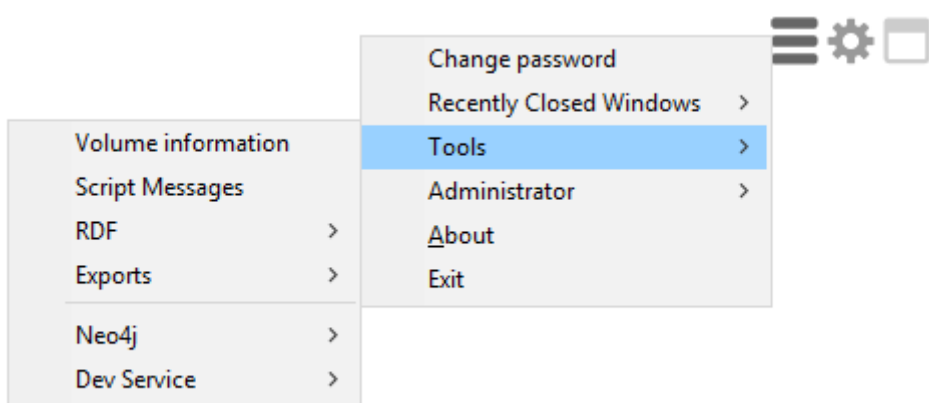 Change password
Recently Closed Windows
Tools
Administrator
About
Exit
Volume information
Script Messages
RDF
Exports
Neo4j
Dev Service